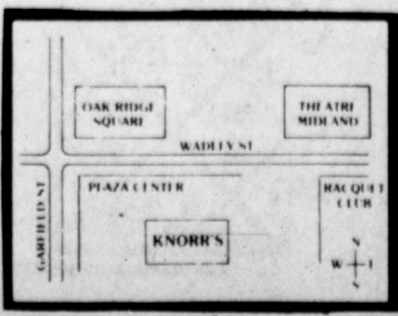 OAK RIDGE
SQUARE
THEATRE
MIDLAND
WADLEY ST
PLAZA CENTER
RACQUET
CLUB
GARFIELD ST
KNORR'S
N
W